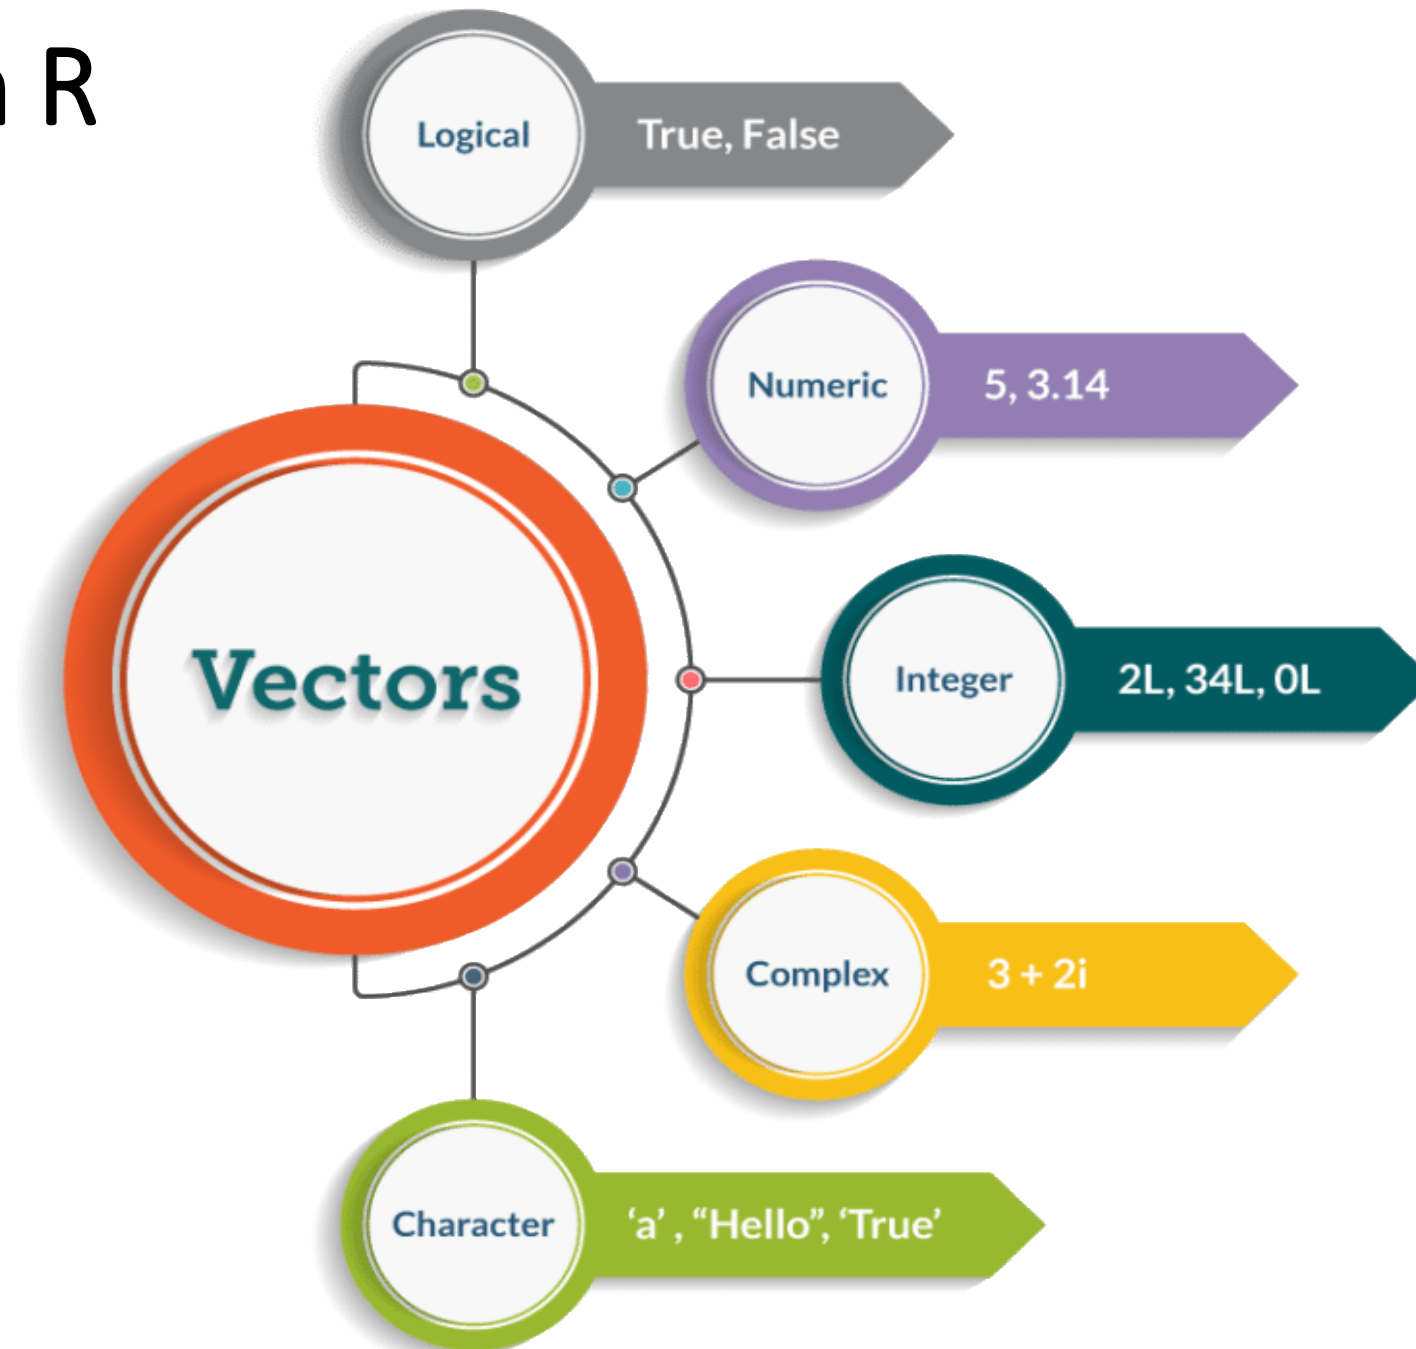 R
Logical
True, False
Numeric
5, 3.14
Vectors
Integer
2L, 34L, 0L
Complex
3 + 2i
Character
‘a’ , “Hello”, ‘True’